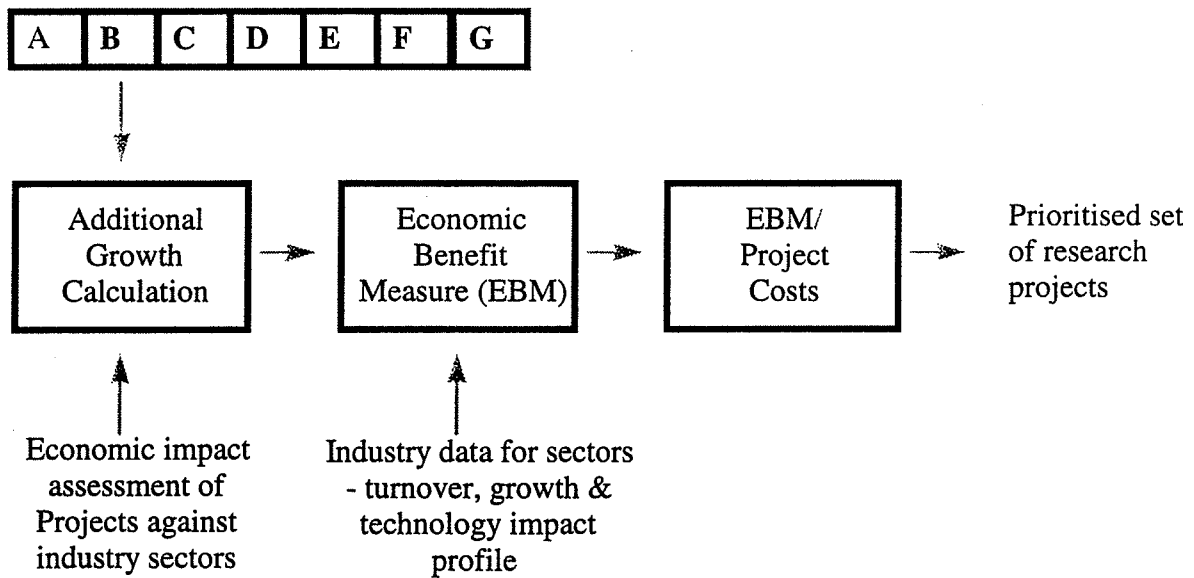 A B C D E F G
Additional
Growth
Calculation
Economic
Benefit
Measure (EBM)
EBM/
Project
Costs
Prioritised set
of research
projects
Economic impact
assessment of
Projects against
industry sectors
Industry data for sectors
- turnover, growth &
technology impact
profile